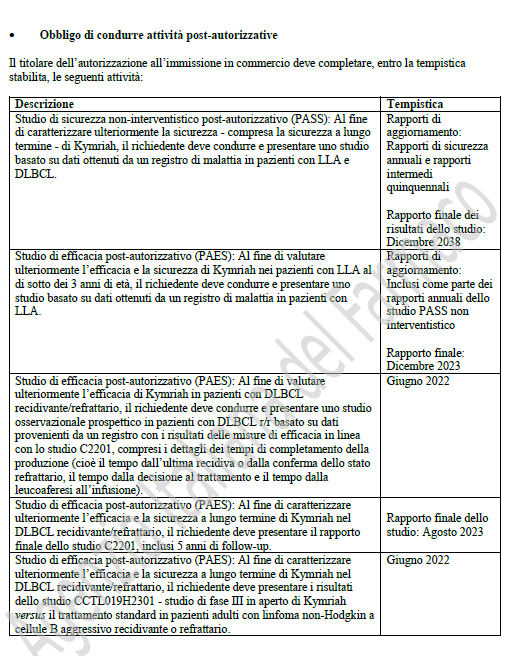 • Obbligo di condurre attività post-autorizzative
Il titolare dell'autorizzazione all'immissione in commercio deve completare, entro la tempistica
stabilita, le seguenti attività:
Descrizione
Tempistica
Studio di sicurezza non-interventistico post-autorizzativo (PASS): Al fine
di caratterizzare ulteriormente la sicurezza - compresa la sicurezza a lungo
termine - di Kymriah, il richiedente deve condurre e presentare uno studio
basato su dati ottenuti da un registro di malattia in pazienti con LLA e
DLBCL.
Rapporti di
aggiornamento:
Rapporti di sicurezza
annuali e rapporti
intermedi
quinquennali
Rapporto finale dei
risultati dello studio:
Dicembre 2038
Studio di efficacia post-autorizzativo (PAES): Al fine di valutare
ulteriormente l'efficacia e la sicurezza di Kymriah nei pazienti con LLA al
di sotto dei 3 anni di età, il richiedente deve condurre e presentare uno
studio basato su dati ottenuti da un registro di malattia in pazienti con
LLA.
Rapporti di
aggiornamento:
Inclusi come parte dei
rapporti annuali dello
studio PASS non
interventistico
Rapporto finale:
Dicembre 2023
Studio di efficacia post-autorizzativo (PAES): Al fine di valutare
ulteriormente l'efficacia di Kymriah in pazienti con DLBCL
recidivante/refrattario, il richiedente deve condurre e presentare uno studio
osservazionale prospettico in pazienti con DLBCL r/r basato su dati
provenienti da un registro con i risultati delle misure di efficacia in linea
con lo studio C2201, compresi i dettagli dei tempi di completamento della
produzione (cioè il tempo dall'ultima recidiva o dalla conferma dello stato
refrattario, il tempo dalla decisione al trattamento e il tempo dalla
leucoaferesi all'infusione).
Giugno 2022
Studio di efficacia post-autorizzativo (PAES): Al fine di caratterizzare
ulteriormente l'efficacia e la sicurezza a lungo termine di Kymriah nel
DLBCL recidivante/refrattario, il richiedente deve presentare il rapporto
finale dello studio C2201, inclusi 5 anni di follow-up.
Rapporto finale dello
studio: Agosto 2023
Studio di efficacia post-autorizzativo (PAES): Al fine di caratterizzare
ulteriormente l'efficacia e la sicurezza a lungo termine di Kymriah nel
DLBCL recidivante/refrattario, il richiedente deve presentare i risultati
dello studio CCTL019H2301 - studio di fase III in aperto di Kymriah
versus il trattamento standard in pazienti adulti con linfoma non-Hodgkin a
cellule B aggressivo recidivante o refrattario.
Giugno 2022
Agenzia Italiana del Farmaco